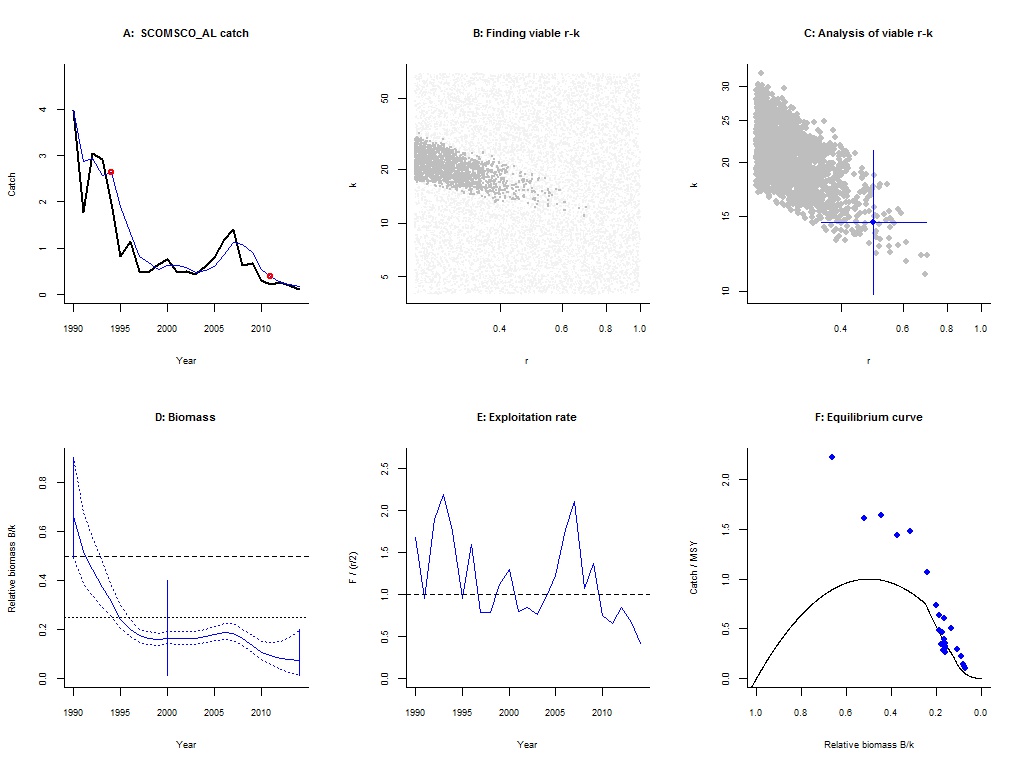 A:  SCOMSCO_AL catch
B: Finding viable r-k
C: Analysis of viable r-k
Catch
0 1 2 3 4
1990 1995 2000 2005 2010
Year
k
5 10 20 50
0.4 0.6 0.8 1.0
r
k
10 15 20 25 30
0.4 0.6 0.8 1.0
r
D: Biomass
E: Exploitation rate
F: Equilibrium curve
Relative biomass B/k
0.0 0.2 0.4 0.6 0.8
1990 1995 2000 2005 2010
Year
F / (r/2)
0.0 0.5 1.0 1.5 2.0 2.5
1990 1995 2000 2005 2010
Year
Catch / MSY
0.0 0.5 1.0 1.5 2.0
1.0 0.8 0.6 0.4 0.2 0.0
Relative biomass B/k